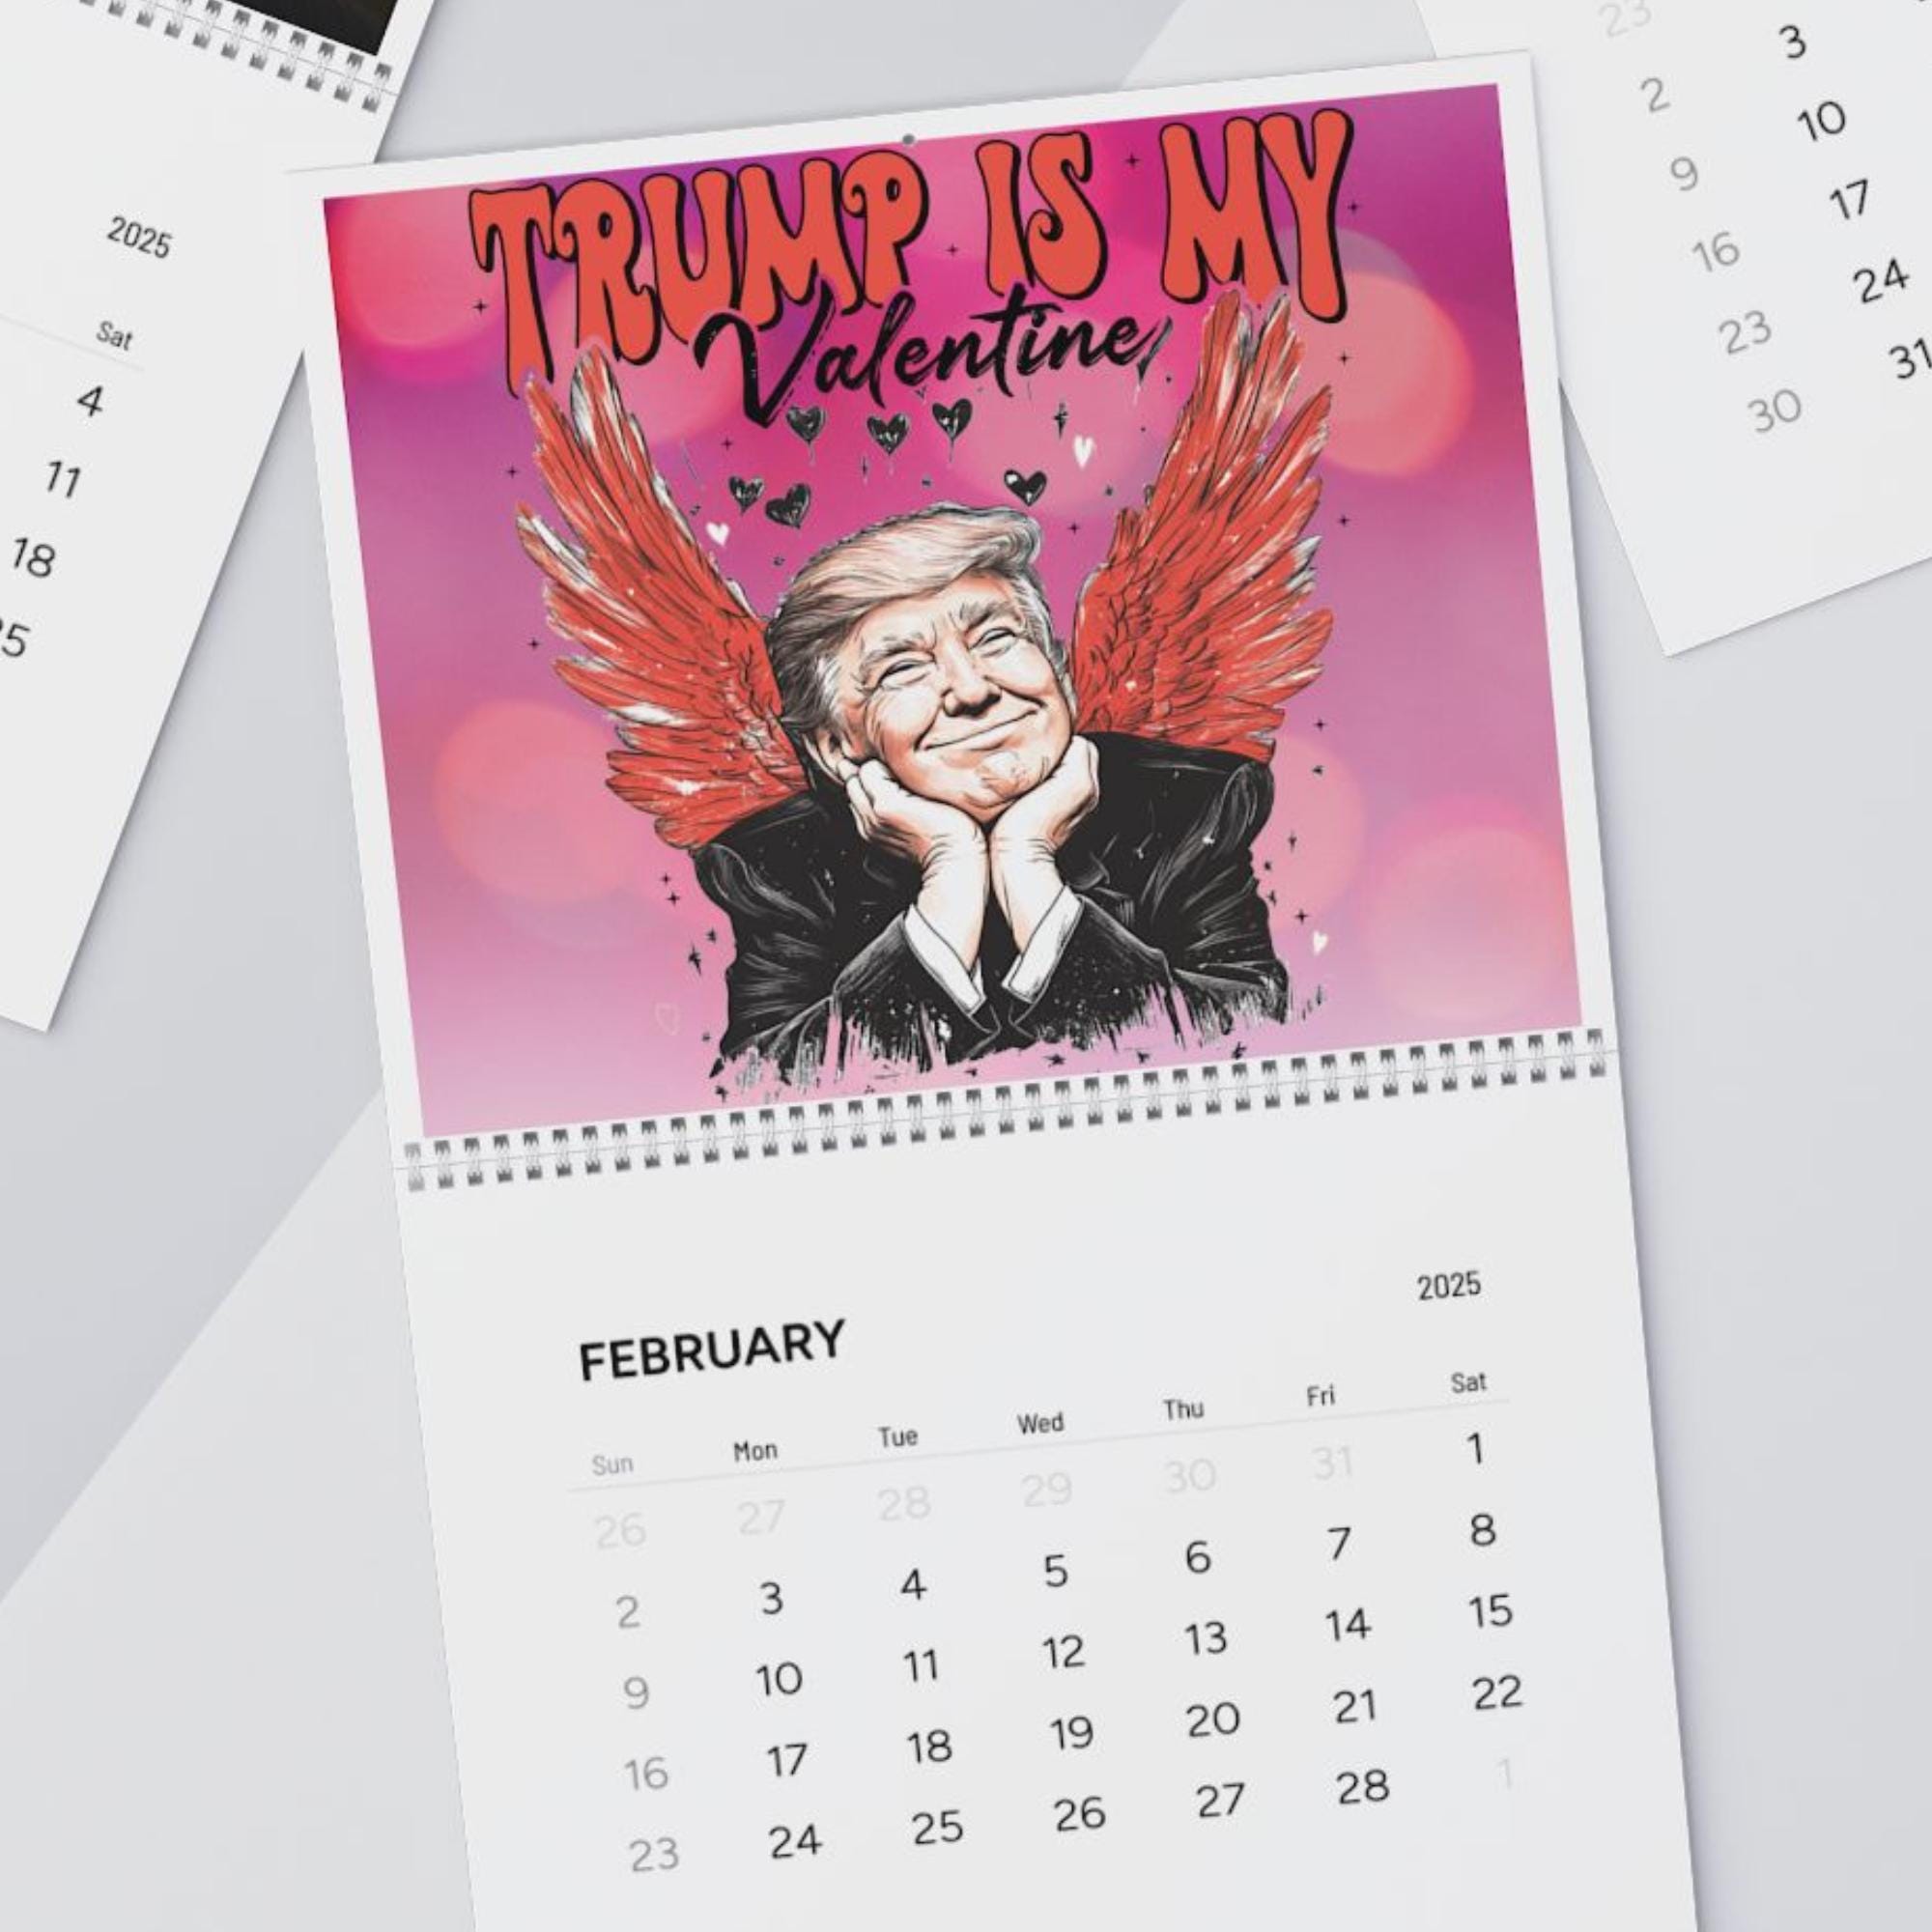 2025
Sat
4
11
18
TRUMP IS MY
Valentine
FEBRUARY 2025
Sun Mon Tue Wed Thu Fri Sat
26 27 28 29 30 31 1
2 3 4 5 6 7 8
9 10 11 12 13 14 15
16 17 18 19 20 21 22
23 24 25 26 27 28 1
23
2 3
9 10
16 17
23 24
30 31